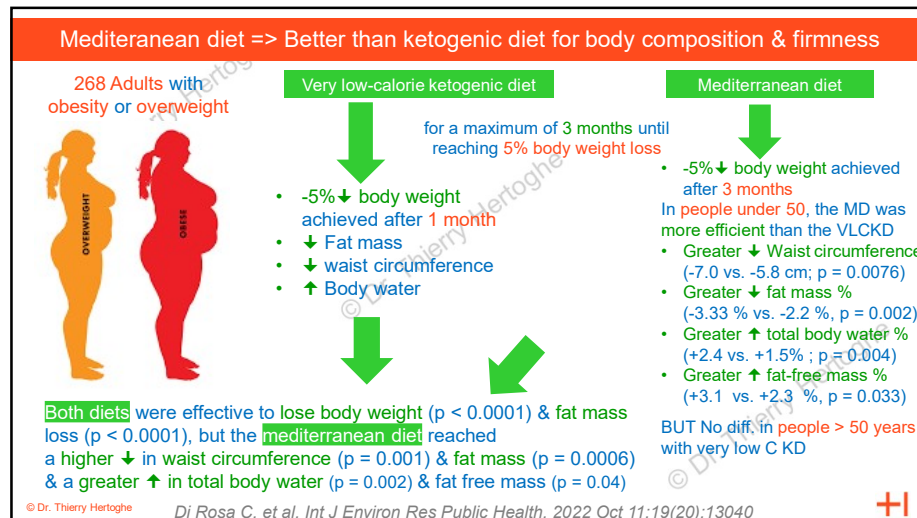 Mediteranean diet => Better than ketogenic diet for body composition & firmness
268 Adults with
obesity or overweight
OVERWEIGHT
OBESE
Very low-calorie ketogenic diet
for a maximum of 3 months until
reaching 5% body weight loss
• -5%↓ body weight
achieved after 1 month
• ↓ Fat mass
• ↓ waist circumference
• ↑ Body water
Mediterranean diet
• -5%↓ body weight achieved
after 3 months
In people under 50, the MD was
more efficient than the VLCKD
• Greater ↓ Waist circumference
(-7.0 vs. -5.8 cm; p = 0.0076)
• Greater ↓ fat mass %
(-3.33 % vs. -2.2 %, p = 0.002)
• Greater ↑ total body water %
(+2.4 vs. +1.5% ; p = 0.004)
• Greater ↑ fat-free mass %
(+3.1 vs. +2.3 %, p = 0.033)
BUT No diff. in people > 50 years
with very low C KD
Both diets were effective to lose body weight (p < 0.0001) & fat mass
loss (p < 0.0001), but the mediterranean diet reached
a higher ↓ in waist circumference (p = 0.001) & fat mass (p = 0.0006)
& a greater ↑ in total body water (p = 0.002) & fat free mass (p = 0.04)
© Dr. Thierry Hertoghe
© Dr. Thierry Hertoghe
© Dr. Thierry Hertoghe
Di Rosa C, et al. Int J Environ Res Public Health. 2022 Oct 11;19(20):13040